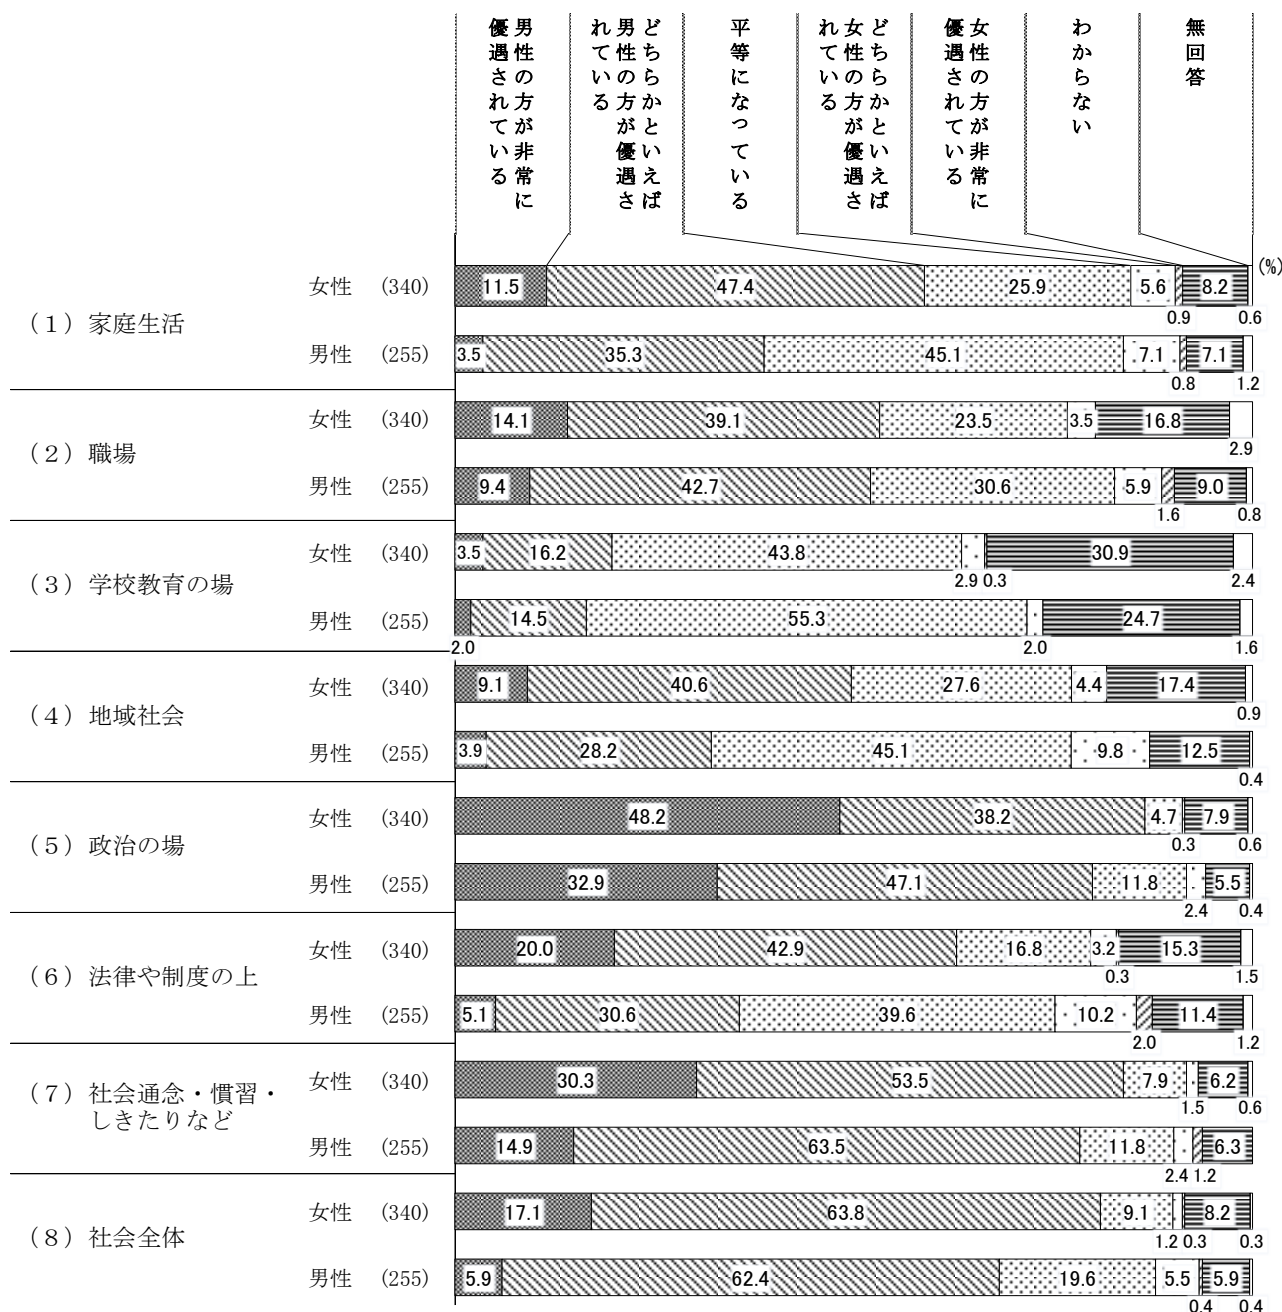 男性の方が非常に
優遇されている
どちらかといえば
男性の方が優遇さ
れている
平等になっている
どちらかといえば
女性の方が優遇さ
れている
女性の方が非常に
優遇されている
わからない
無回答
(%)
(1) 家庭生活
女性 (340)
11.5 47.4 25.9 5.6 0.9 8.2 0.6
男性 (255)
3.5 35.3 45.1 7.1 0.8 7.1 1.2
(2) 職場
女性 (340)
14.1 39.1 23.5 3.5 16.8 2.9
男性 (255)
9.4 42.7 30.6 5.9 1.6 9.0 0.8
(3) 学校教育の場
女性 (340)
3.5 16.2 43.8 2.9 0.3 30.9 2.4
男性 (255)
2.0 14.5 55.3 2.0 24.7 1.6
(4) 地域社会
女性 (340)
9.1 40.6 27.6 4.4 17.4 0.9
男性 (255)
3.9 28.2 45.1 9.8 12.5 0.4
(5) 政治の場
女性 (340)
48.2 38.2 4.7 0.3 7.9 0.6
男性 (255)
32.9 47.1 11.8 2.4 5.5 0.4
(6) 法律や制度の上
女性 (340)
20.0 42.9 16.8 3.2 0.3 15.3 1.5
男性 (255)
5.1 30.6 39.6 10.2 2.0 11.4 1.2
(7) 社会通念・慣習・
しきたりなど
女性 (340)
30.3 53.5 7.9 1.5 6.2 0.6
男性 (255)
14.9 63.5 11.8 2.4 1.2 6.3
(8) 社会全体
女性 (340)
17.1 63.8 9.1 1.2 0.3 8.2 0.3
男性 (255)
5.9 62.4 19.6 5.5 0.4 5.9 0.4